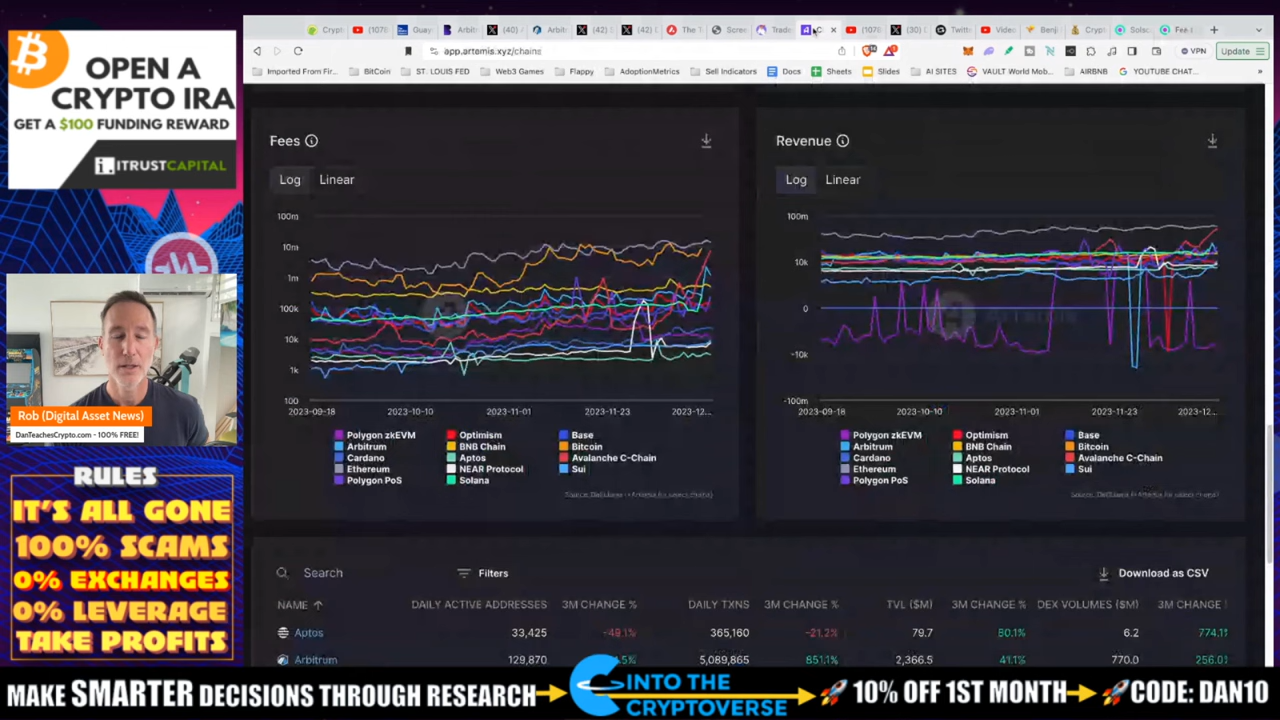 OPEN A
CRYPTO IRA
GET A $100 FUNDING REWARD
ITRUSTCAPITAL
Rob (Digital Asset News)
DanTeachesCrypto.com - 100% FREE!
RULES
IT'S ALL GONE
100% SCAMS
0% EXCHANGES
0% LEVERAGE
TAKE PROFITS
app.artemis.xyz/chains
VPN
Update
Imported From Fir...
BitCoin
ST. LOUIS FED
Web3 Games
Flappy
AdoptionMetrics
Sell Indicators
Docs
Sheets
Slides
AI SITES
VAULT World Mob...
AIRBNB
YOUTUBE CHAT...
Fees
Log Linear
100m
10m
1m
100k
10k
1k
100
2023-09-18 2023-10-10 2023-11-01 2023-11-23 2023-12...
Polygon zkEVM Optimism Base
Arbitrum BNB Chain Bitcoin
Cardano Aptos Avalanche C-Chain
Ethereum NEAR Protocol Sui
Polygon PoS Solana
Revenue
Log Linear
100m
10k
0
-10k
-100m
2023-09-18 2023-10-10 2023-11-01 2023-11-23 2023-12...
Polygon zkEVM Optimism Base
Arbitrum BNB Chain Bitcoin
Cardano Aptos Avalanche C-Chain
Ethereum NEAR Protocol Sui
Polygon PoS Solana
Search Filters Download as CSV
NAME DAILY ACTIVE ADDRESSES 3M CHANGE % DAILY TXNS 3M CHANGE % TVL ($M) 3M CHANGE % DEX VOLUMES ($M) 3M CHANGE
Aptos 33,425 -49.1% 365,160 -21.2% 79.7 80.1% 6.2 774.1
Arbitrum 129,870 5,089,865 851.1% 2,366.5 41.1% 770.0 256.0
MAKE SMARTER DECISIONS THROUGH RESEARCH
INTO THE
CRYPTOVERSE
10% OFF 1ST MONTH
CODE: DAN10